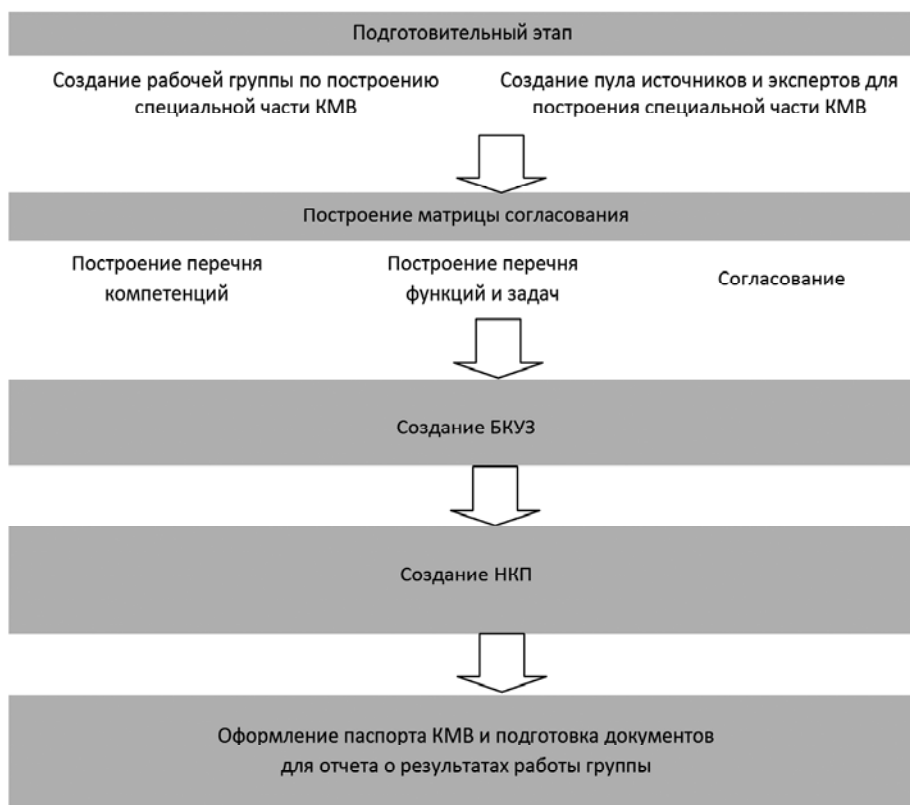 Подготовительный этап
Создание рабочей группы по построению
специальной части КМВ
Создание пула источников и экспертов для
построения специальной части КМВ
Построение матрицы согласования
Построение перечня
компетенций
Построение перечня
функций и задач
Согласование
Создание БКУЗ
Создание НКП
Оформление паспорта КМВ и подготовка документов
для отчета о результатах работы группы